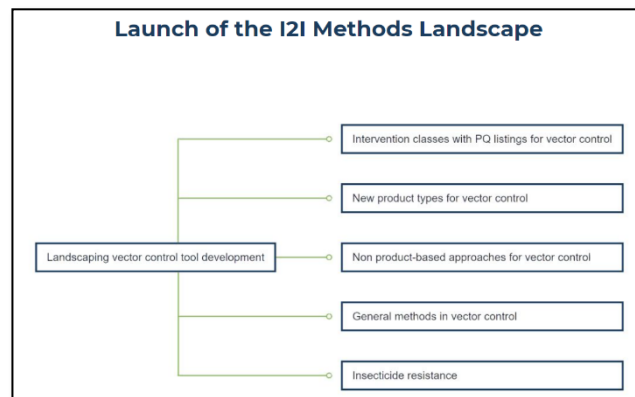 Launch of the I2I Methods Landscape
Intervention classes with PQ listings for vector control
New product types for vector control
Landscaping vector control tool development
Non product-based approaches for vector control
General methods in vector control
Insecticide resistance